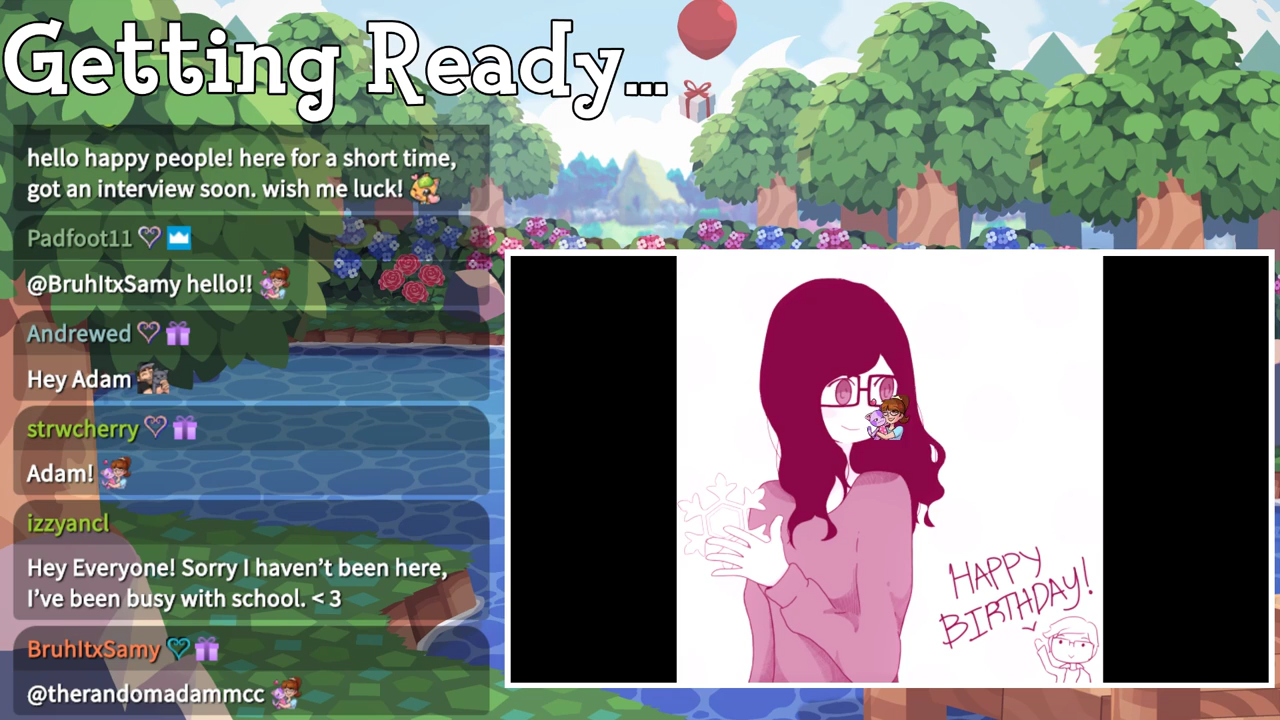 Getting Ready...
hello happy people! here for a short time,
got an interview soon. wish me luck!
Padfoot11
@BruhItxSamy hello!!
Andrewed
Hey Adam
strwcherry
Adam!
izzyancl
Hey Everyone! Sorry I haven’t been here,
I’ve been busy with school. < 3
BruhItxSamy
@therandomadammcc
HAPPY
BIRTHDAY!